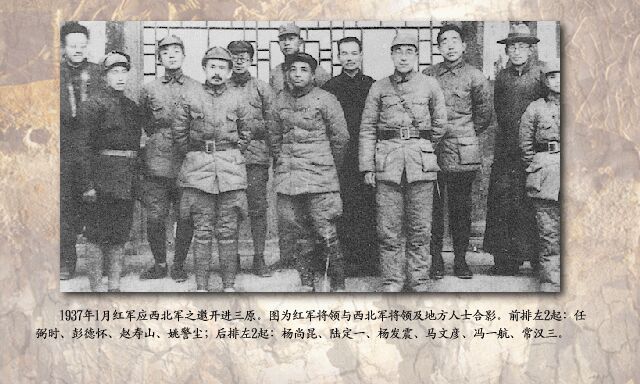 1937年1月红军应西北军之邀开进三原。图为红军将领与西北军将领及地方人士合影。前排左2起：任
弼时、彭德怀、赵寿山、姚警尘；后排左2起：杨尚昆、陆定一、杨发震、马文彦、冯一航、常汉三。